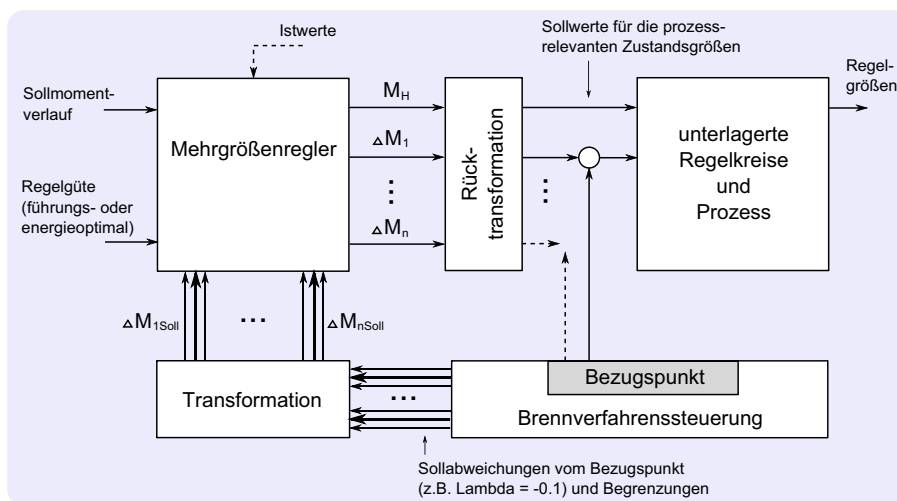 Istwerte
Sollwerte für die prozess-
relevanten Zustandsgrößen
Regel-
größen
Sollmoment-
verlauf
Regelgüte
(führungs- oder
energieoptimal)
Mehrgrößenregler
M_H
ΔM_1
ΔM_n
Rück-
transformation
unterlagerte
Regelkreise
und
Prozess
ΔM_1Soll
...
ΔM_nSoll
Transformation
...
Bezugspunkt
Brennverfahrenssteuerung
Sollabweichungen vom Bezugspunkt
(z.B. Lambda = -0.1) und Begrenzungen